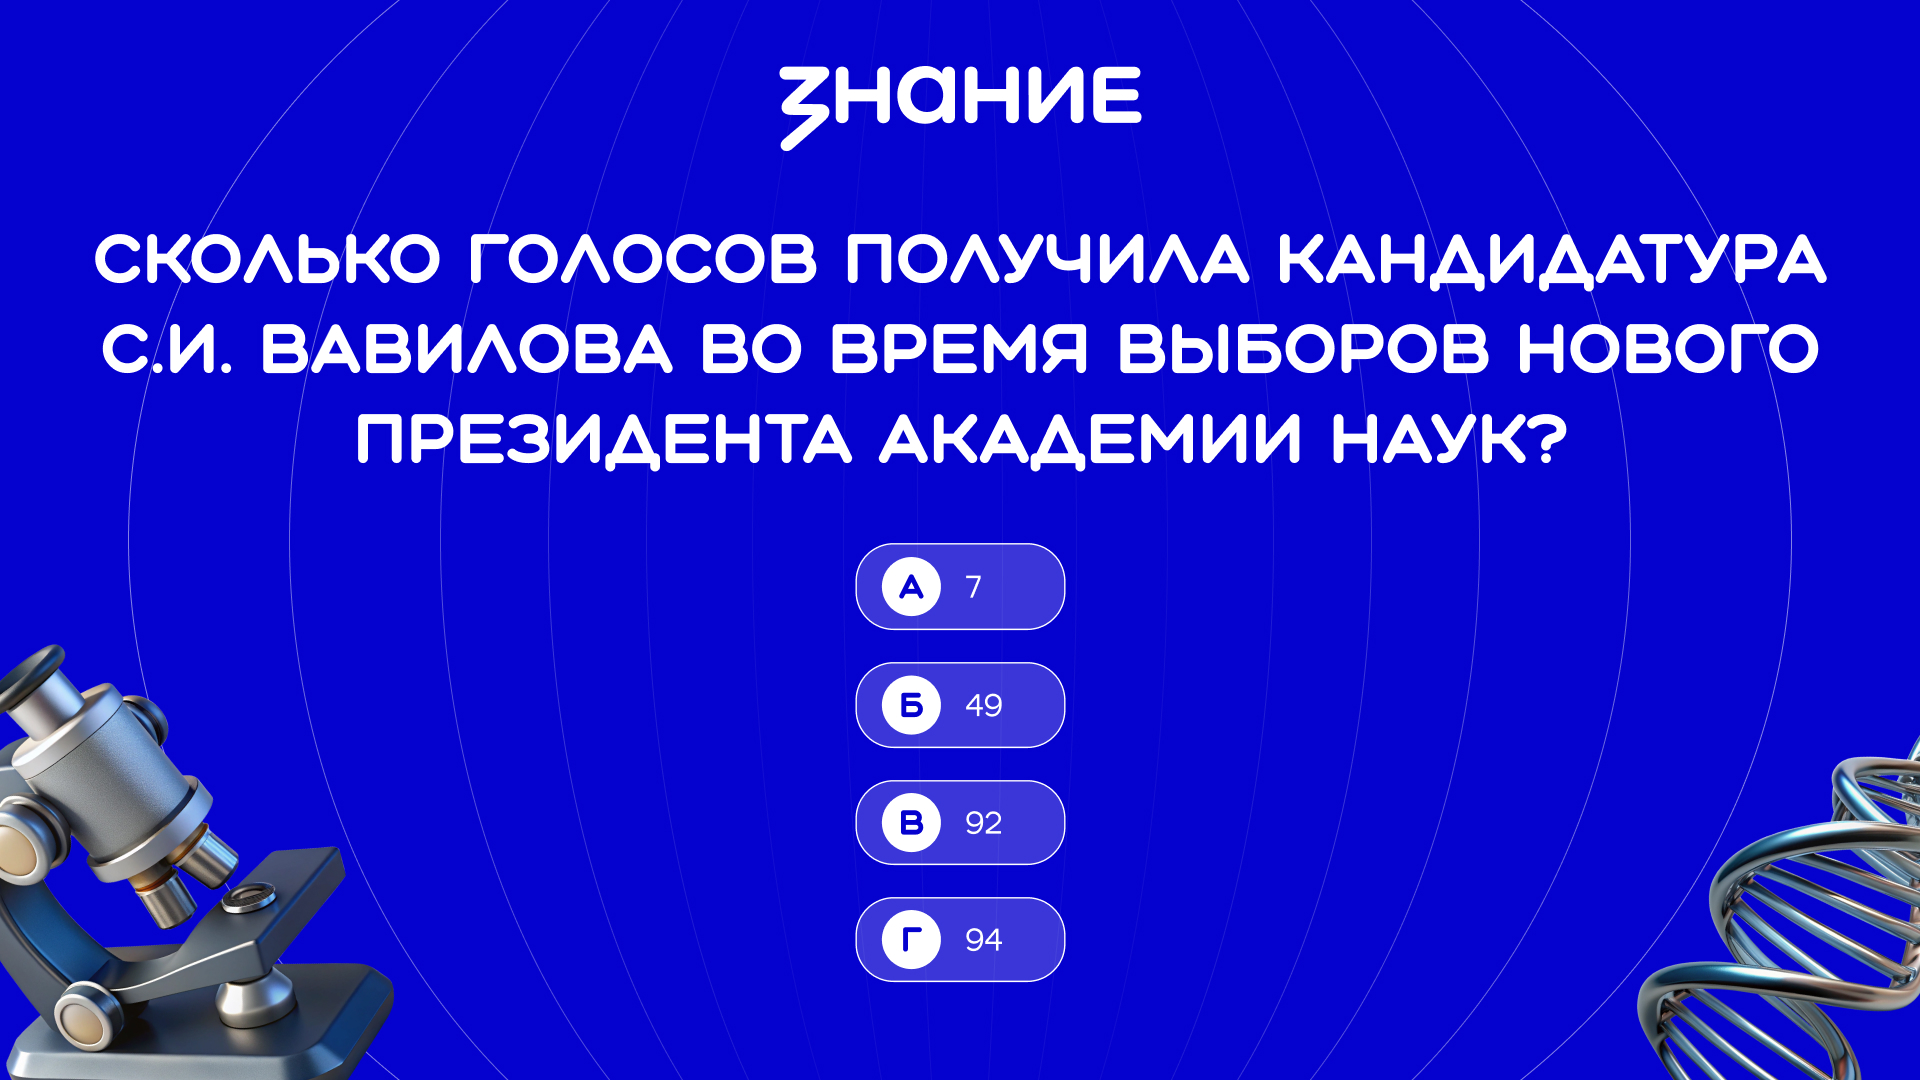 ЗНАНИЕ
СКОЛЬКО ГОЛОСОВ ПОЛУЧИЛА КАНДИДАТУРА
С.И. ВАВИЛОВА ВО ВРЕМЯ ВЫБОРОВ НОВОГО
ПРЕЗИДЕНТА АКАДЕМИИ НАУК?
А 7
Б 49
В 92
Г 94